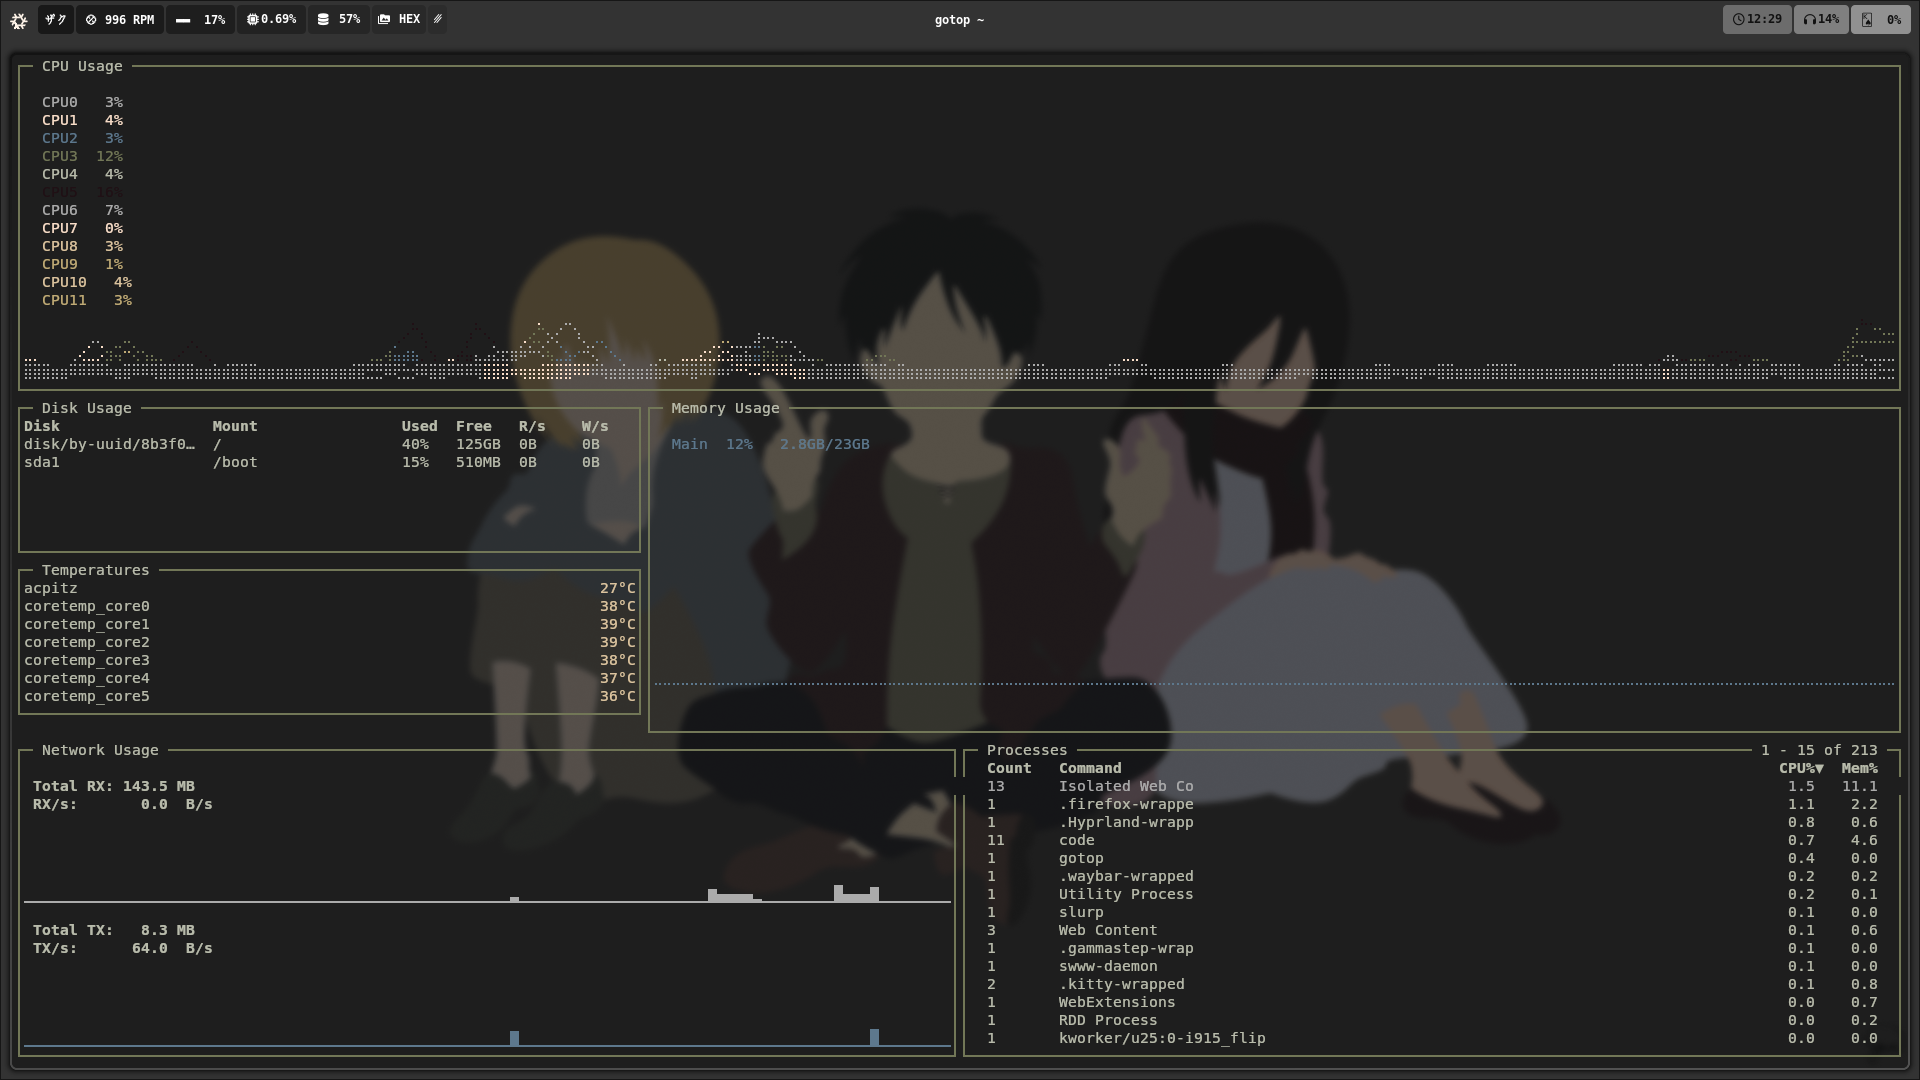 ザク 996 RPM 17% 0.69% 57% HEX gotop ~ 12:29 14% 0%
CPU Usage
CPU0 3%
CPU1 4%
CPU2 3%
CPU3 12%
CPU4 4%
CPU5 16%
CPU6 7%
CPU7 0%
CPU8 3%
CPU9 1%
CPU10 4%
CPU11 3%
Disk Usage
Disk Mount Used Free R/s W/s
disk/by-uuid/8b3f0… / 40% 125GB 0B 0B
sda1 /boot 15% 510MB 0B 0B
Memory Usage
Main 12% 2.8GB/23GB
Temperatures
acpitz 27°C
coretemp_core0 38°C
coretemp_core1 39°C
coretemp_core2 39°C
coretemp_core3 38°C
coretemp_core4 37°C
coretemp_core5 36°C
Network Usage
Total RX: 143.5 MB
RX/s: 0.0 B/s
Total TX: 8.3 MB
TX/s: 64.0 B/s
Processes 1 - 15 of 213
Count Command CPU%▼ Mem%
13 Isolated Web Co 1.5 11.1
1 .firefox-wrappe 1.1 2.2
1 .Hyprland-wrapp 0.8 0.6
11 code 0.7 4.6
1 gotop 0.4 0.0
1 .waybar-wrapped 0.2 0.2
1 Utility Process 0.2 0.1
1 slurp 0.1 0.0
3 Web Content 0.1 0.6
1 .gammastep-wrap 0.1 0.0
1 swww-daemon 0.1 0.0
2 .kitty-wrapped 0.1 0.8
1 WebExtensions 0.0 0.7
1 RDD Process 0.0 0.2
1 kworker/u25:0-i915_flip 0.0 0.0